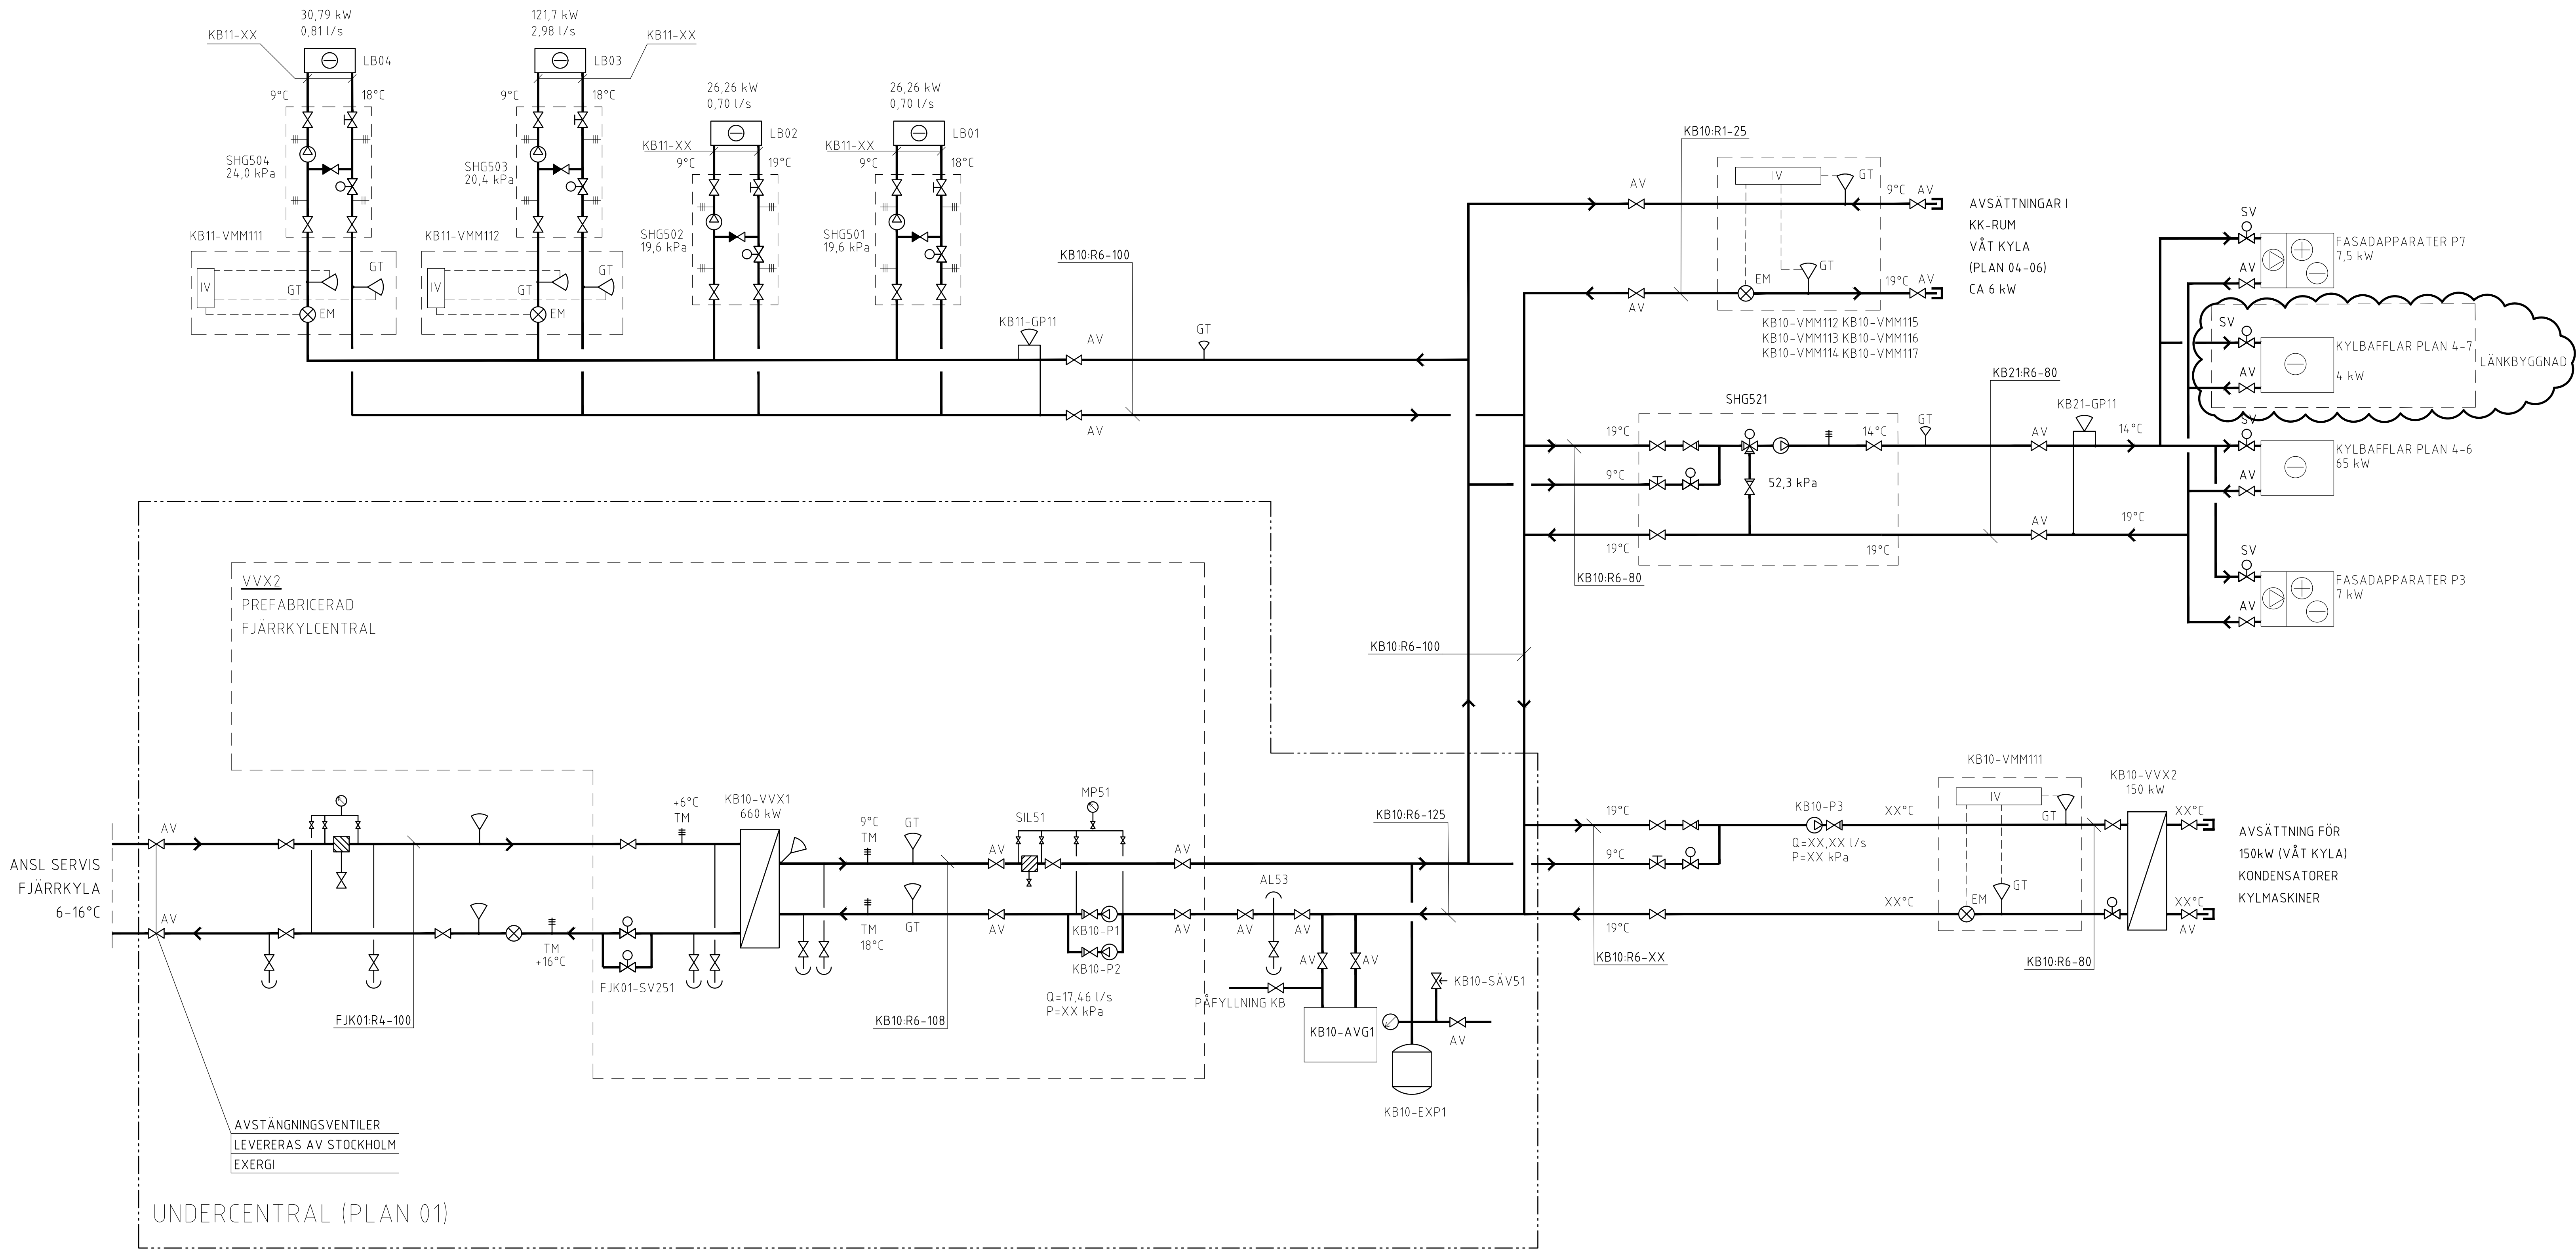 30,79 kW
0,81 l/s
KB11-XX
LB04
9°C
18°C
SHG504
24,0 kPa
KB11-VMM111
IV
GT
GT
EM
121,7 kW
2,98 l/s
KB11-XX
LB03
9°C
18°C
SHG503
20,4 kPa
KB11-VMM112
IV
GT
GT
EM
26,26 kW
0,70 l/s
LB02
KB11-XX
9°C
19°C
SHG502
19,6 kPa
26,26 kW
0,70 l/s
LB01
KB11-XX
9°C
18°C
SHG501
19,6 kPa
KB11-GP11
AV
AV
KB10:R6-100
GT
KB10:R1-25
AV
AV
IV
GT
9°C
AV
EM
GT
19°C
AV
KB10-VMM112 KB10-VMM115
KB10-VMM113 KB10-VMM116
KB10-VMM114 KB10-VMM117
AVSÄTTNINGAR I
KK-RUM
VÅT KYLA
(PLAN 04-06)
CA 6 kW
SV
AV
FASADAPPARATER P7
7,5 kW
SV
AV
KYLBAFFLAR PLAN 4-7
4 kW
LÄNKBYGGNAD
SV
AV
KYLBAFFLAR PLAN 4-6
65 kW
SV
AV
FASADAPPARATER P3
7 kW
SHG521
19°C
9°C
14°C
GT
52,3 kPa
19°C
19°C
KB10:R6-80
KB21:R6-80
KB21-GP11
AV
14°C
AV
19°C
KB10:R6-100
VVX2
PREFABRICERAD
FJÄRRKYLCENTRAL
ANSL SERVIS
FJÄRRKYLA
6-16°C
AV
AV
FJK01:R4-100
TM
+16°C
FJK01-SV251
+6°C
TM
KB10-VVX1
660 kW
9°C
TM
GT
TM
18°C
GT
KB10:R6-108
AV
AV
SIL51
MP51
KB10-P1
KB10-P2
Q=17,46 l/s
P=XX kPa
AV
AV
AL53
AV
AV
AV
AV
PÅFYLLNING KB
KB10-AVG1
KB10-EXP1
KB10-SÄV51
AV
KB10:R6-125
19°C
9°C
19°C
KB10:R6-XX
KB10-P3
Q=XX,XX l/s
P=XX kPa
XX°C
XX°C
KB10-VMM111
IV
GT
EM
GT
KB10:R6-80
KB10-VVX2
150 kW
XX°C
XX°C
AV
AVSÄTTNING FÖR
150kW (VÅT KYLA)
KONDENSATORER
KYLMASKINER
AVSTÄNGNINGSVENTILER
LEVERERAS AV STOCKHOLM
EXERGI
UNDERCENTRAL (PLAN 01)